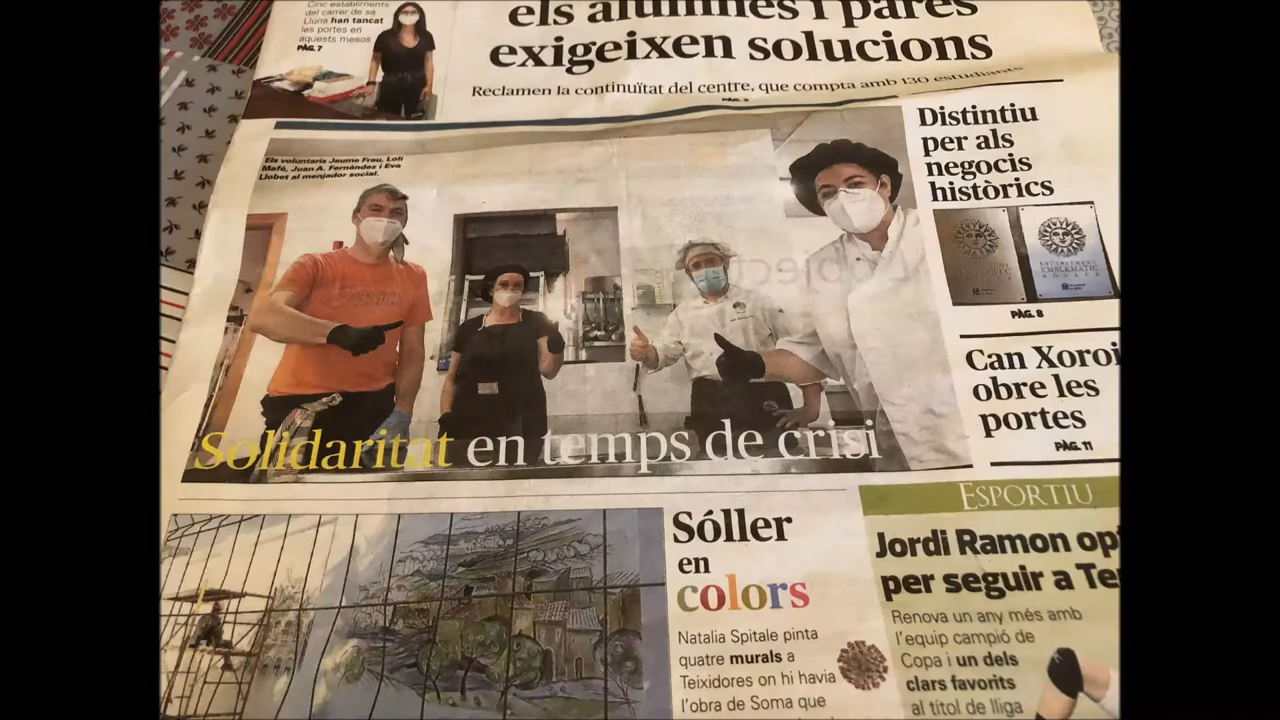 Cinc establiments
del carrer de sa
Lluna han tancat
les portes en
aquests mesos
PÀG. 7
els alumnes i pares
exigeixen solucions
Reclamen la continuïtat del centre, que compta amb 130 estudiants
Els voluntaris Jaume Frau, Loli
Mafé, Juan A. Fernández i Eva
Llobet al menjador social.
Solidaritat en temps de crisi
Distintiu
per als
negocis
històrics
ESTABLIMENT
EMBLEMÀTIC
PÀG. 8
Can Xoroi
obre les
portes
PÀG. 11
Sóller
en
colors
Natalia Spitale pinta
quatre murals a
Teixidores on hi havia
l'obra de Soma que
ESPORTIU
Jordi Ramon op
per seguir a Te
Renova un any més amb
l'equip campió de
Copa i un dels
clars favorits
al títol de lliga